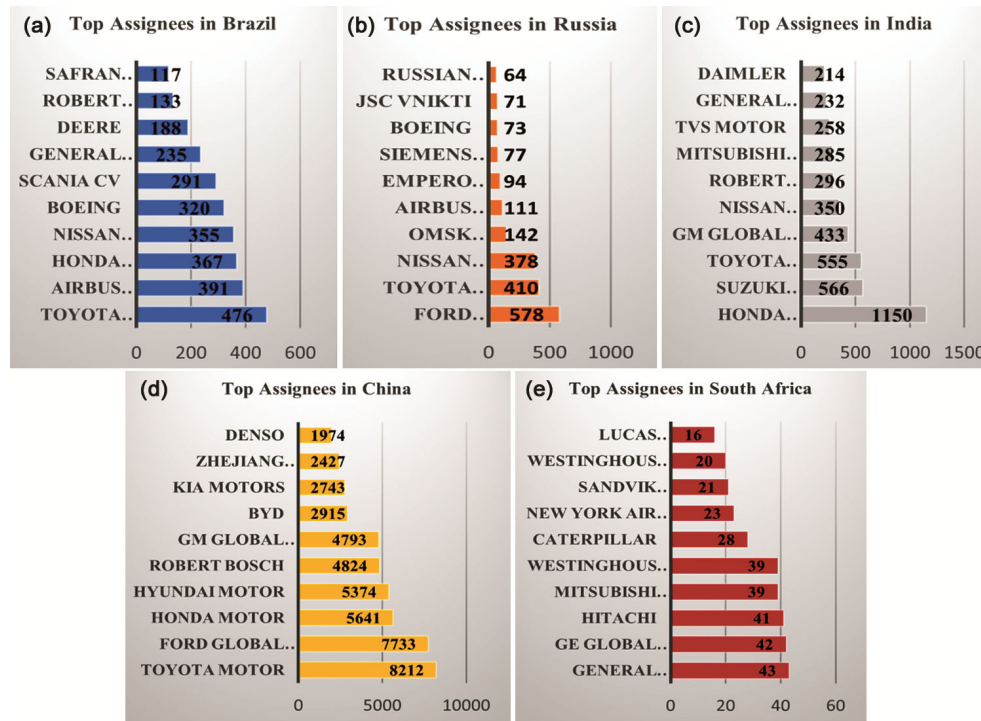 (a) Top Assignees in Brazil
SAFRAN.. 117
ROBERT.. 133
DEERE 188
GENERAL.. 235
SCANIA CV 291
BOEING 320
NISSAN.. 355
HONDA.. 367
AIRBUS 391
TOYOTA.. 476
0 200 400 600
(b) Top Assignees in Russia
RUSSIAN.. 64
JSC VNIKTI 71
BOEING 73
SIEMENS.. 77
EMPERO.. 94
AIRBUS.. 111
OMSK.. 142
NISSAN.. 378
TOYOTA.. 410
FORD.. 578
0 500 1000
(c) Top Assignees in India
DAIMLER 214
GENERAL.. 232
TVS MOTOR 258
MITSUBISHI.. 285
ROBERT.. 296
NISSAN.. 350
GM GLOBAL.. 433
TOYOTA.. 555
SUZUKI.. 566
HONDA.. 1150
0 500 1000 1500
(d) Top Assignees in China
DENSO 1974
ZHEJIANG.. 2427
KIA MOTORS 2743
BYD 2915
GM GLOBAL.. 4793
ROBERT BOSCH 4824
HYUNDAI MOTOR 5374
HONDA MOTOR 5641
FORD GLOBAL.. 7733
TOYOTA MOTOR 8212
0 5000 10000
(e) Top Assignees in South Africa
LUCAS.. 16
WESTINGHOUS.. 20
SANDVIK.. 21
NEW YORK AIR.. 23
CATERPILLAR 28
WESTINGHOUS.. 39
MITSUBISHI.. 39
HITACHI 41
GE GLOBAL.. 42
GENERAL.. 43
0 20 40 60